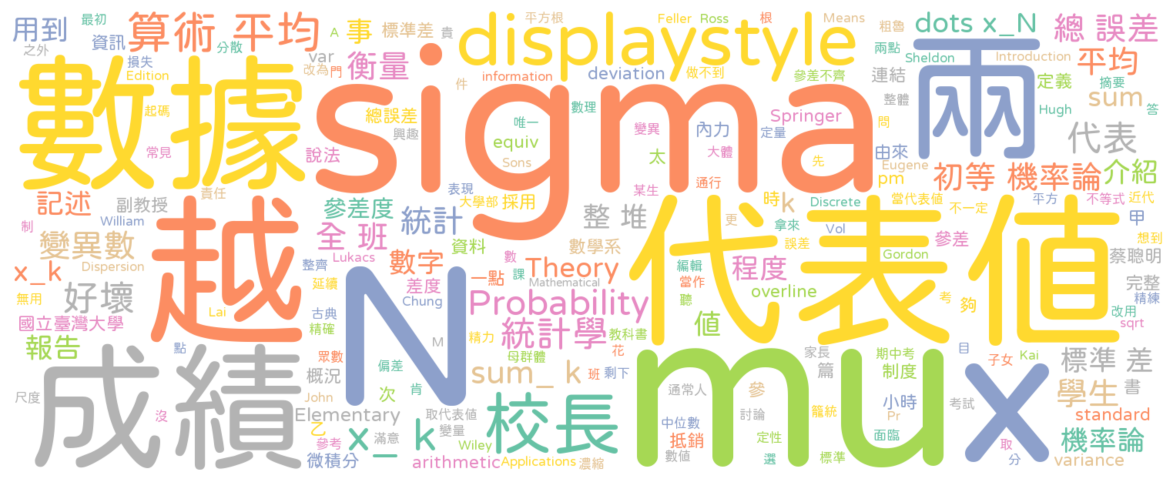 用到 算術 平均 事 標準差 貴 平方根 Feller Ross 根 Means 粗魯 dots x_N 總 誤差
之外 資訊 分散 最初 A var 衡量 displaystyle 兩點 Sheldon Introduction 平均
損失 Edition 改為 門 information deviation 做不到 參差不齊 連結 定義 摘要
數據 sigma 兩
件 總誤差 興趣 數理 唯一 equiv Sons 變異 定量 內力 太 大體 Springer 問 整體 由來 Hugh sum 答
起碼 常見 說法 先 代表
責任 表現 大學部 採用 某生 通行 更 時k Discrete pm Eugene 當代表值 初等 機率論 介紹
記述 副教授 William 制 參差度 統計 整 堆 不一定 平方 不等式 近代
越 代表值
全 班 資料 數 數學系 拿來 Vol 誤差 參差 甲 想到
變異數 Dispersion x_k 整齊 Lukacs 數字 課 一點 Theory 編輯 當作 程度 Gordon 蔡聰明
好壞 延續 差度 Chung Mathematical 聽 overline 考 夠 完整 精練
無用 Lai 古典 精確 N Probability 改用 sqrt
國立臺灣大學 點 眾數 M 精力 統計學 教科書 花 值
報告 概況 偏差 次 母群體 班 剩下 家長 篇 期中考 制度 目 子女 Kai 標準 差
成績 mu x
尺度 沒 John 肯 sum_ k 通常人 參 小時 考試 學生 書
Elementary 取代表值 變量 滿意 校長 討論 籠統 Pr standard
乙 參考 x_ k Wiley 中位數 抵銷 定性 面臨 取 機率論
微積分 arithmetic Applications 濃縮 數值 選 標準 分 variance